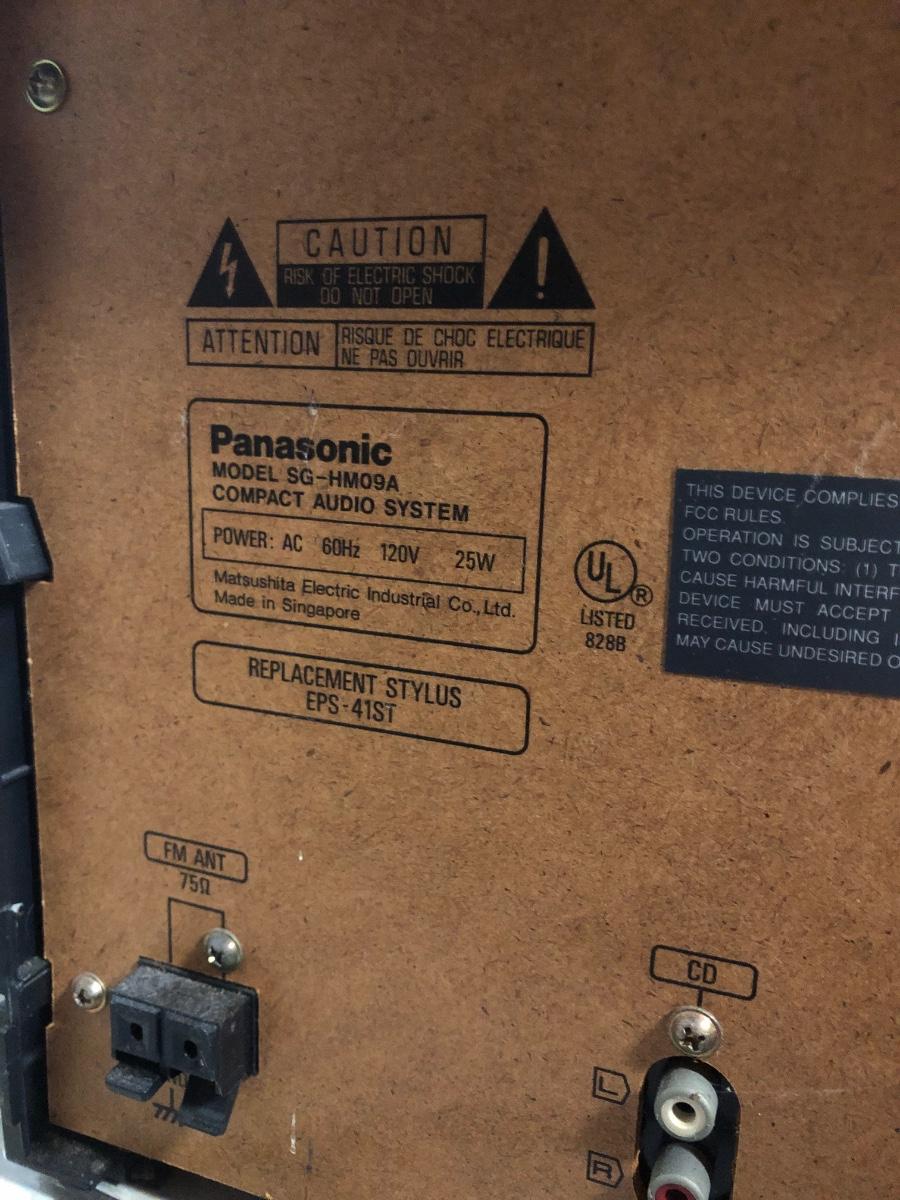 CAUTION
RISK OF ELECTRIC SHOCK
DO NOT OPEN
ATTENTION
RISQUE DE CHOC ELECTRIQUE
NE PAS OUVRIR
Panasonic
MODEL SG-HM09A
COMPACT AUDIO SYSTEM
POWER: AC 60Hz 120V 25W
Matsushita Electric Industrial Co., Ltd.
Made in Singapore
UL®
LISTED
828B
THIS DEVICE COMPLIES
FCC RULES.
OPERATION IS SUBJECT
TWO CONDITIONS: (1) T
CAUSE HARMFUL INTERF
DEVICE MUST ACCEPT
RECEIVED. INCLUDING I
MAY CAUSE UNDESIRED O
REPLACEMENT STYLUS
EPS-41ST
FM ANT
75Ω
CD
L
R